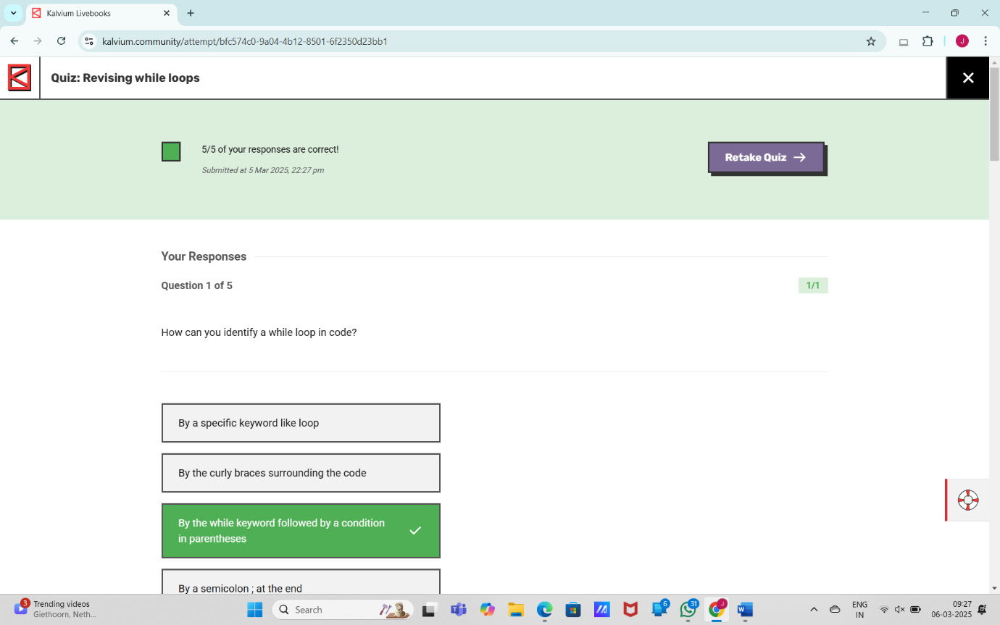 Kalvium Livebooks
kalvium.community/attempt/bfc574c0-9a04-4b12-8501-6f2350d23bb1
J
Quiz: Revising while loops
5/5 of your responses are correct!
Submitted at 5 Mar 2025, 22:27 pm
Retake Quiz
Your Responses
Question 1 of 5
1/1
How can you identify a while loop in code?
By a specific keyword like loop
By the curly braces surrounding the code
By the while keyword followed by a condition
in parentheses
By a semicolon ; at the end
3
Trending videos
Giethoorn, Neth...
Search
6
31
J
ENG
IN
09:27
06-03-2025